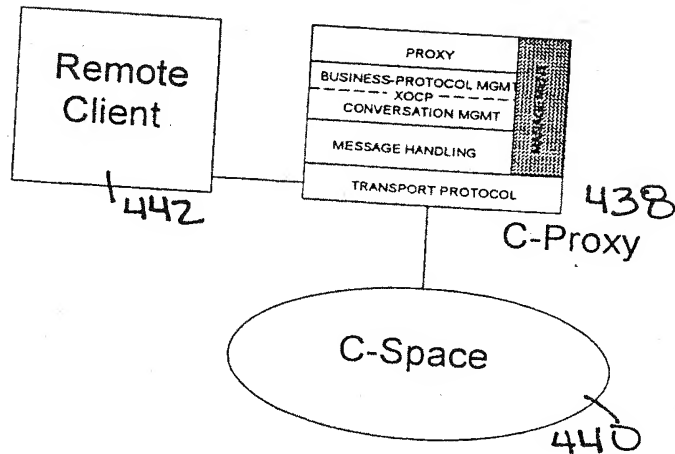 Remote
Client
442
PROXY
BUSINESS-PROTOCOL MGMT
XOCP
CONVERSATION MGMT
MESSAGE HANDLING
TRANSPORT PROTOCOL
438
C-Proxy
C-Space
440